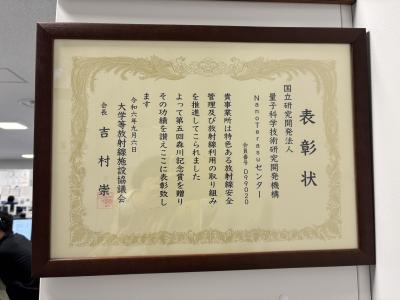 表彰状
国立研究開発法人
量子科学技術研究開発機構
NanoTerasuセンター
会員番号 D99020
貴事業所は特色ある放射線安全
管理及び放射線利用の取り組み
を推進してこられました
よって第五回森川記念賞を贈り
その功績を讃えここに表彰致し
ます
令和六年九月六日
大学等放射線施設協議会
会長 吉村崇